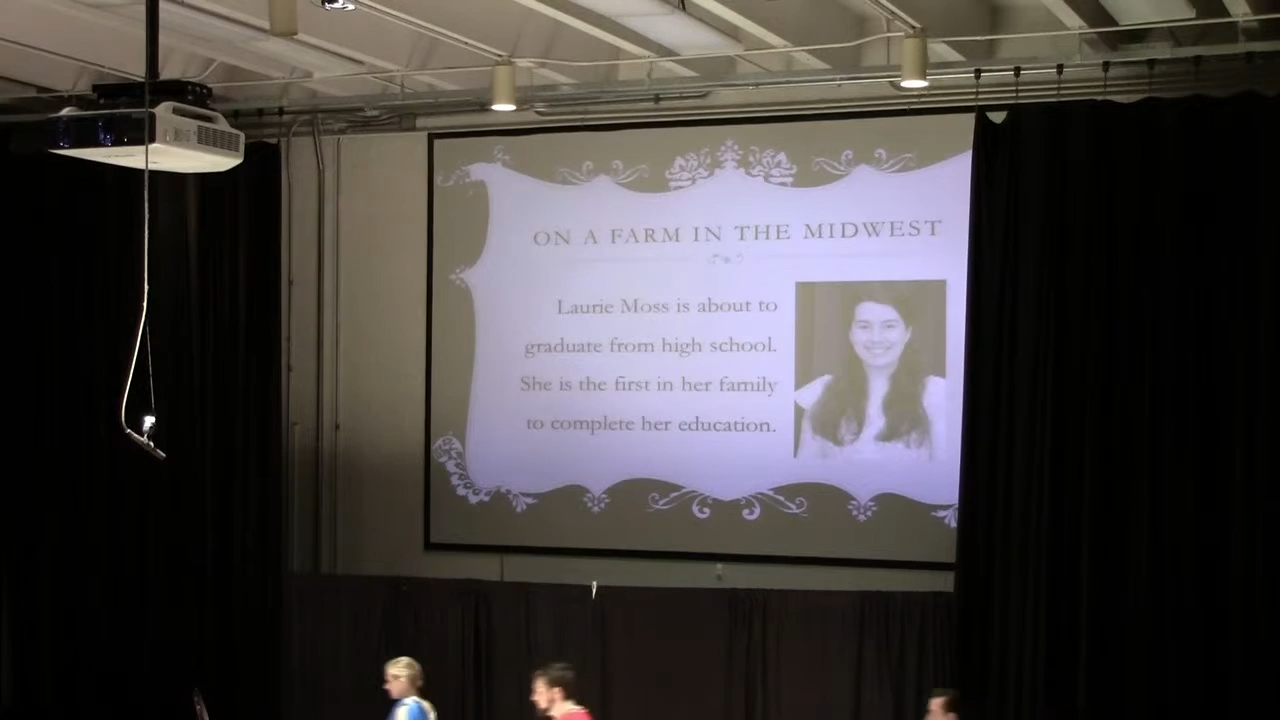 ON A FARM IN THE MIDWEST
Laurie Moss is about to
graduate from high school.
She is the first in her family
to complete her education.